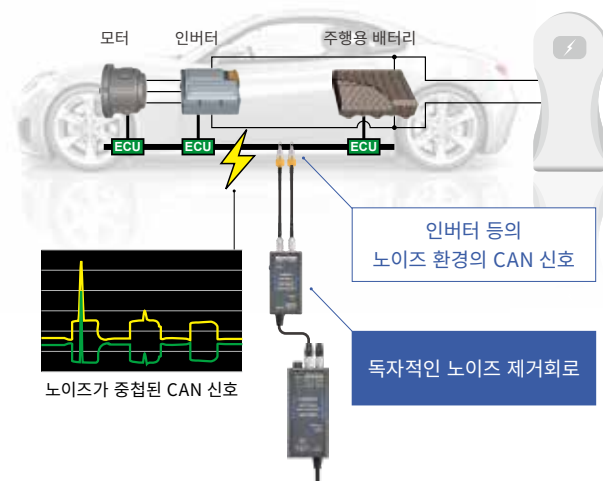 모터
인버터
주행용 배터리
ECU
ECU
ECU
인버터 등의
노이즈 환경의 CAN 신호
독자적인 노이즈 제거회로
노이즈가 중첩된 CAN 신호